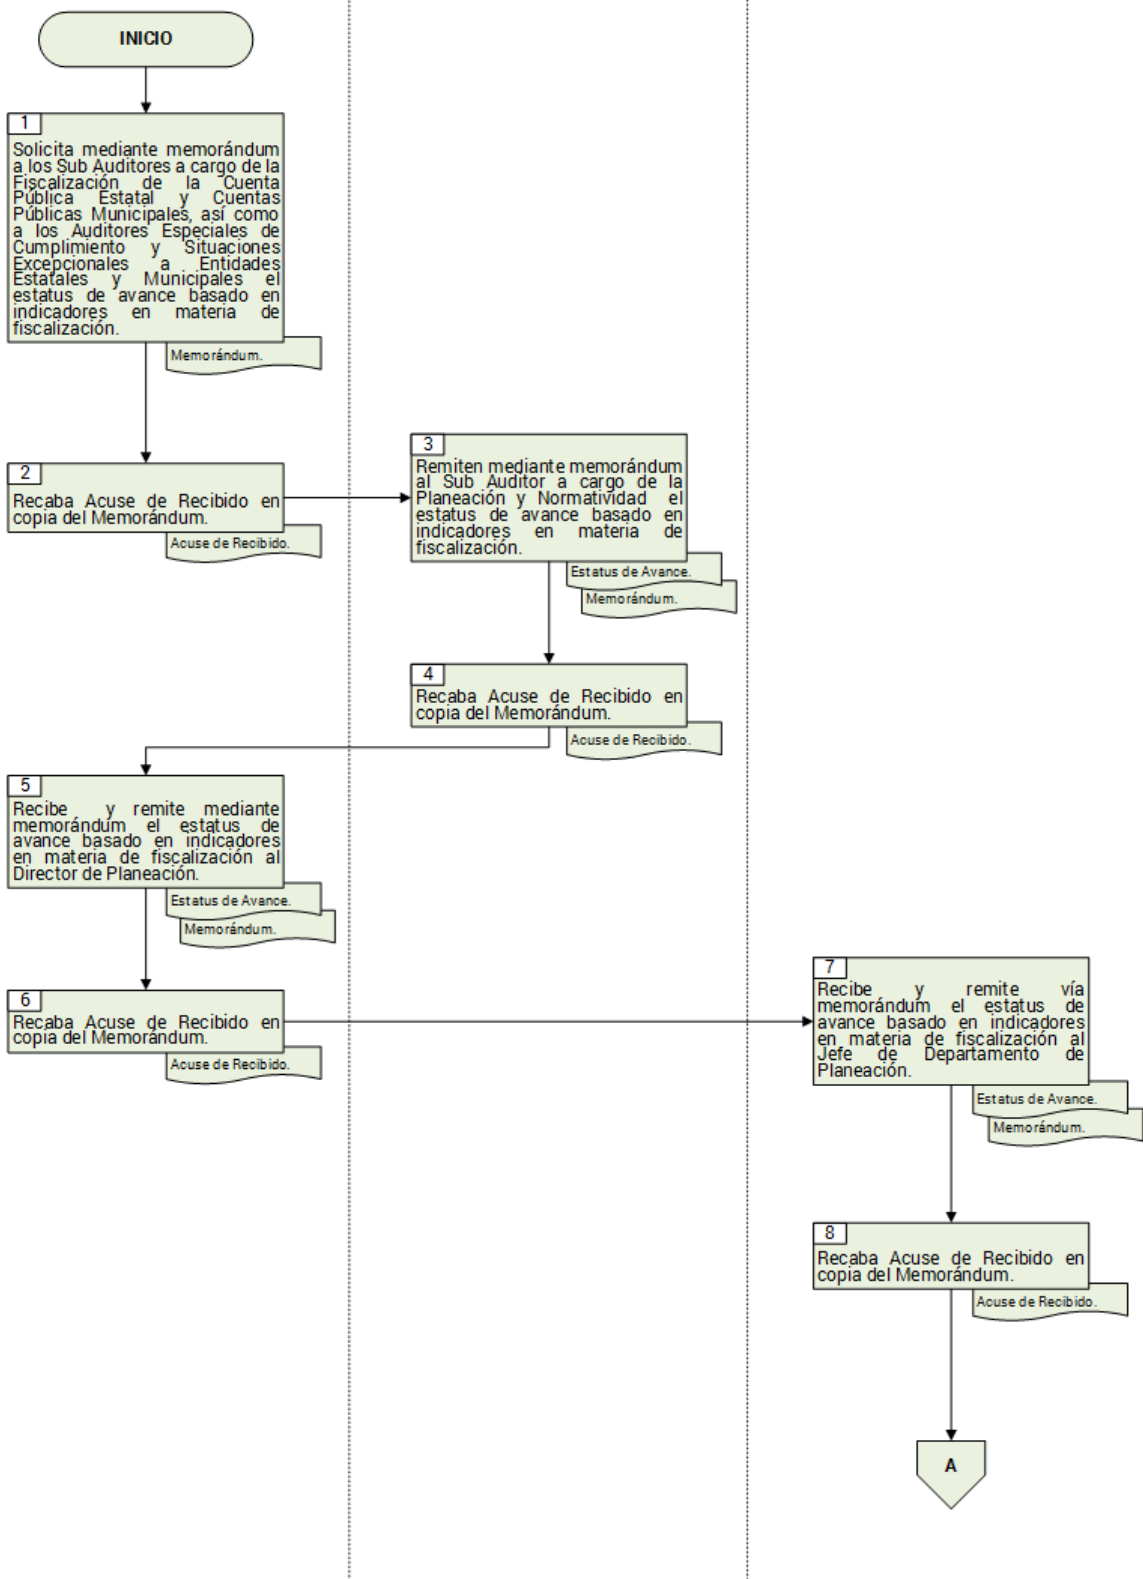 INICIO
1
Solicita mediante memorándum
a los Sub Auditores a cargo de la
Fiscalización de la Cuenta
Pública Estatal y Cuentas
Públicas Municipales, así como
a los Auditores Especiales de
Cumplimiento y Situaciones
Excepcionales a Entidades
Estatales y Municipales el
estatus de avance basado en
indicadores en materia de
fiscalización.
Memorándum.
2
Recaba Acuse de Recibido en
copia del Memorándum.
Acuse de Recibido.
3
Remiten mediante memorándum
al Sub Auditor a cargo de la
Planeación y Normatividad el
estatus de avance basado en
indicadores en materia de
fiscalización.
Estatus de Avance.
Memorándum.
4
Recaba Acuse de Recibido en
copia del Memorándum.
Acuse de Recibido.
5
Recibe y remite mediante
memorándum el estatus de
avance basado en indicadores
en materia de fiscalización al
Director de Planeación.
Estatus de Avance.
Memorándum.
6
Recaba Acuse de Recibido en
copia del Memorándum.
Acuse de Recibido.
7
Recibe y remite vía
memorándum el estatus de
avance basado en indicadores
en materia de fiscalización al
Jefe de Departamento de
Planeación.
Estatus de Avance.
Memorándum.
8
Recaba Acuse de Recibido en
copia del Memorándum.
Acuse de Recibido.
A